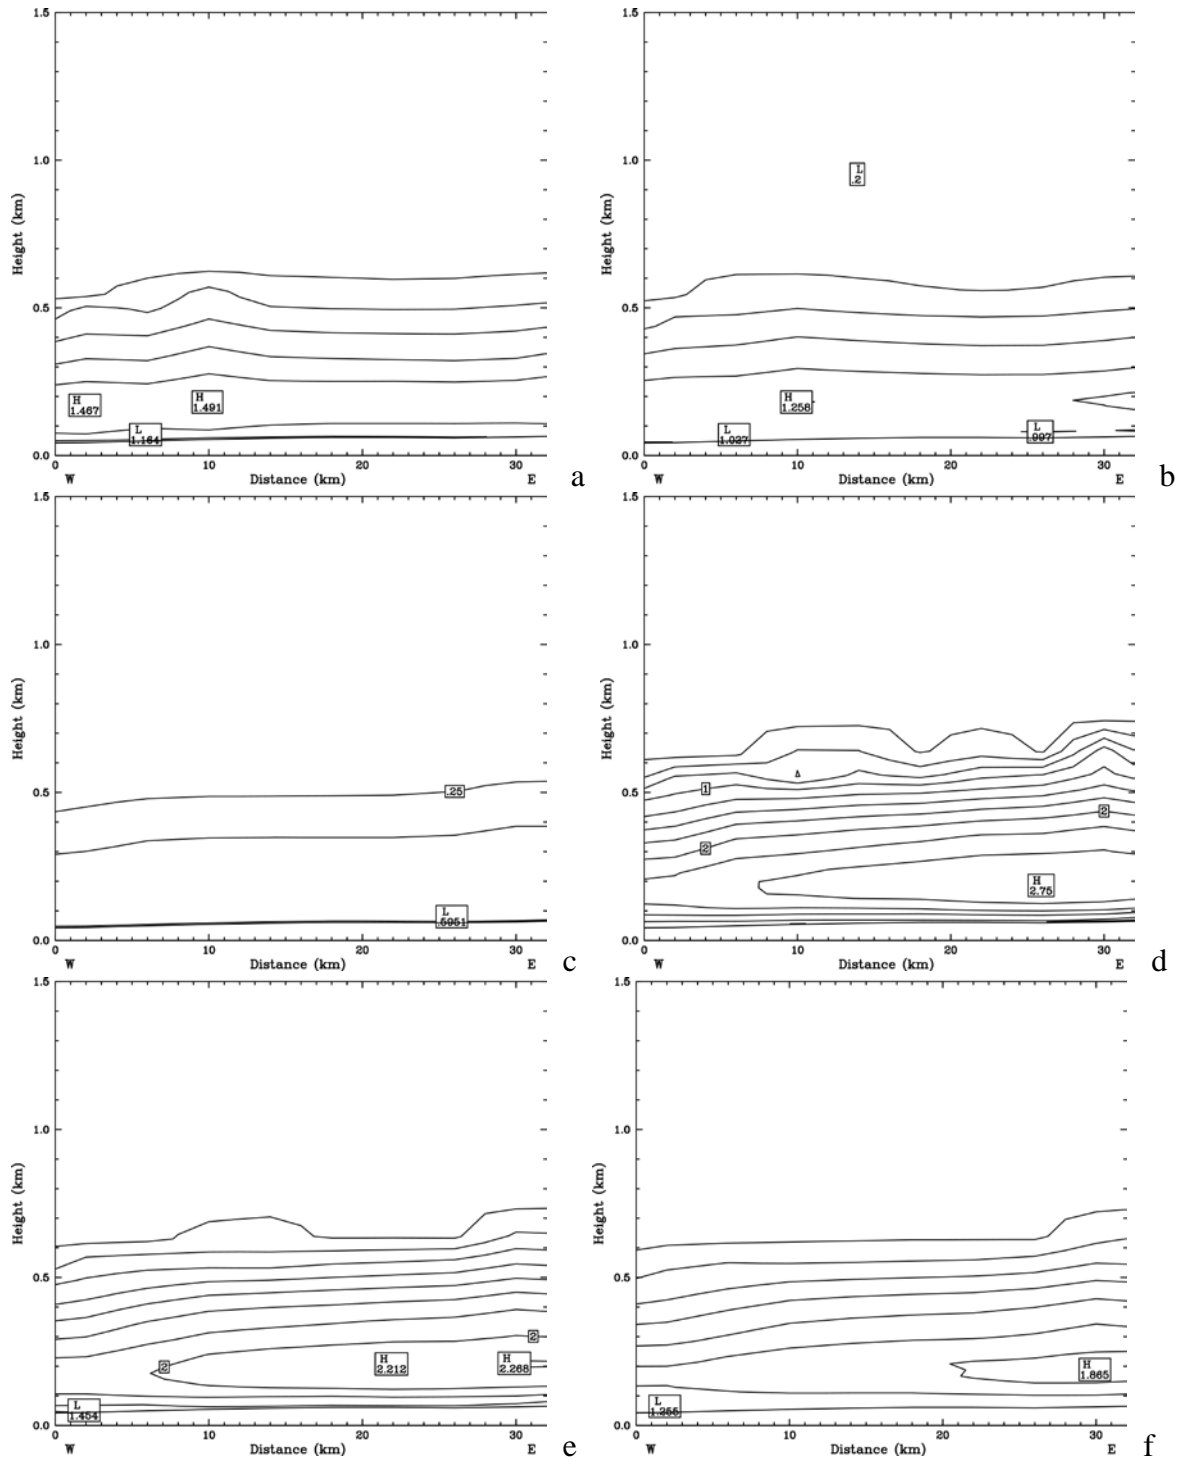 1.5
1.0
0.5
0.0
Height (km)
H
1.467
H
1.491
L
1.164
0
10
20
30
W
Distance (km)
E
a
1.5
1.0
0.5
0.0
Height (km)
L
.2
H
1.258
L
1.027
L
.997
0
10
20
30
W
Distance (km)
E
b
1.5
1.0
0.5
0.0
Height (km)
.25
L
.5951
0
10
20
30
W
Distance (km)
E
c
1.5
1.0
0.5
0.0
Height (km)
1
2
2
H
2.75
0
10
20
30
W
Distance (km)
E
d
1.5
1.0
0.5
0.0
Height (km)
2
2
H
2.212
H
2.268
L
1.454
0
10
20
30
W
Distance (km)
E
e
1.5
1.0
0.5
0.0
Height (km)
H
1.865
L
1.255
0
10
20
30
W
Distance (km)
E
f